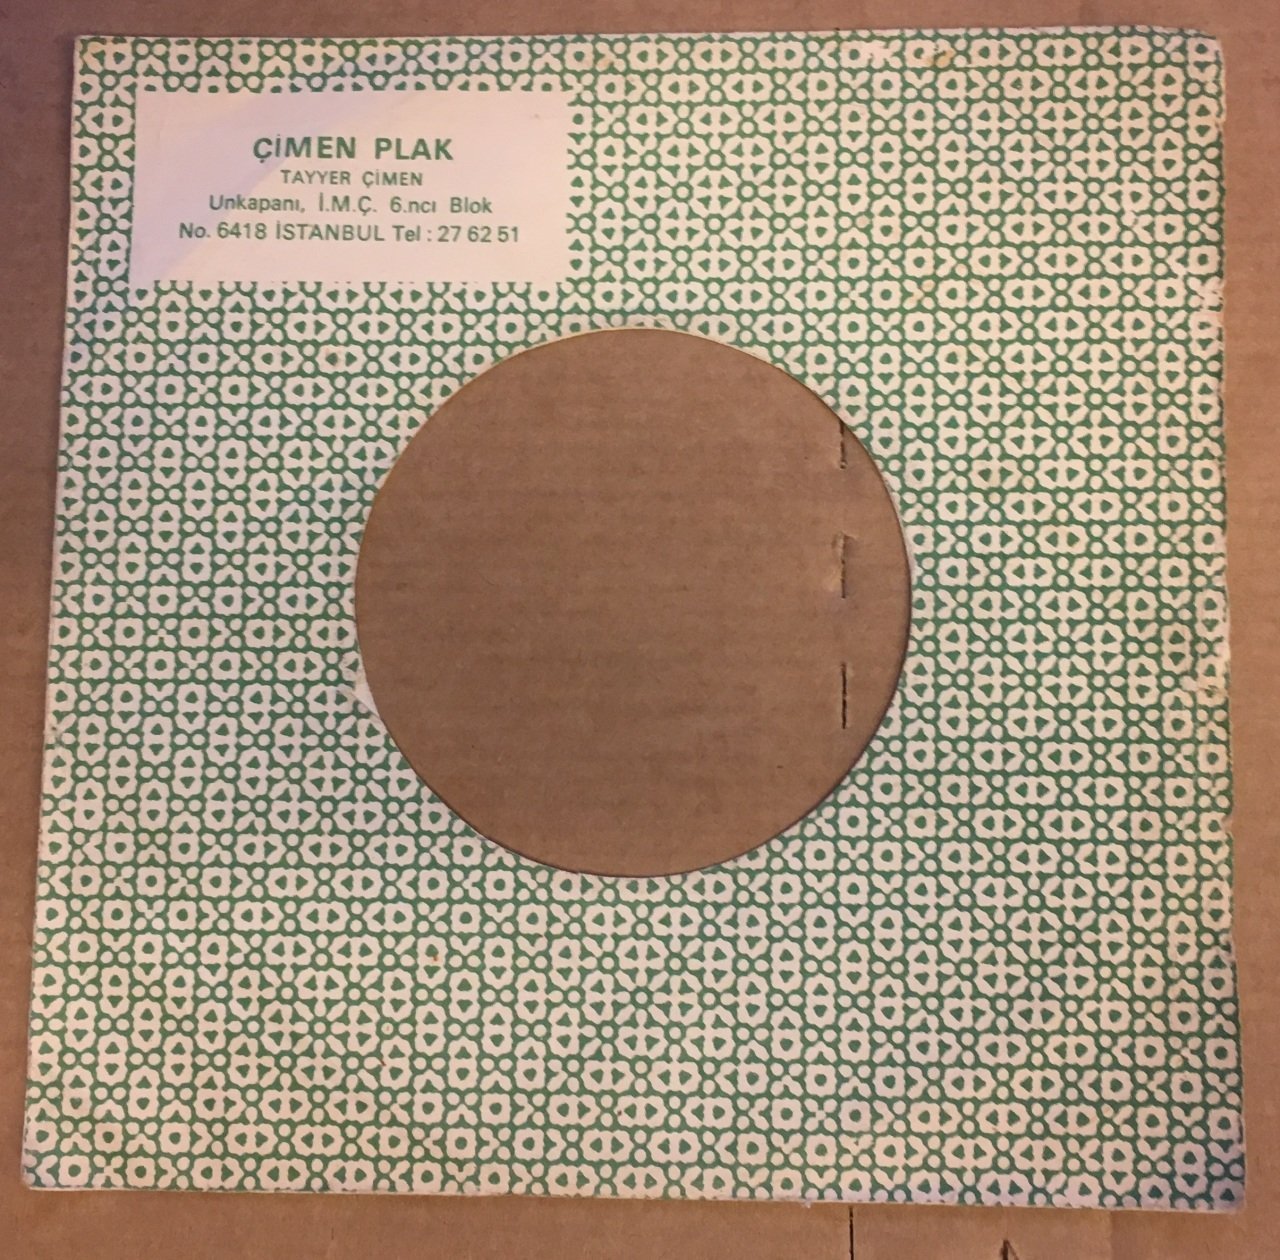 ÇİMEN PLAK
TAYYER ÇİMEN
Unkapanı, İ.M.Ç. 6.ncı Blok
No. 6418 İSTANBUL Tel : 27 62 51